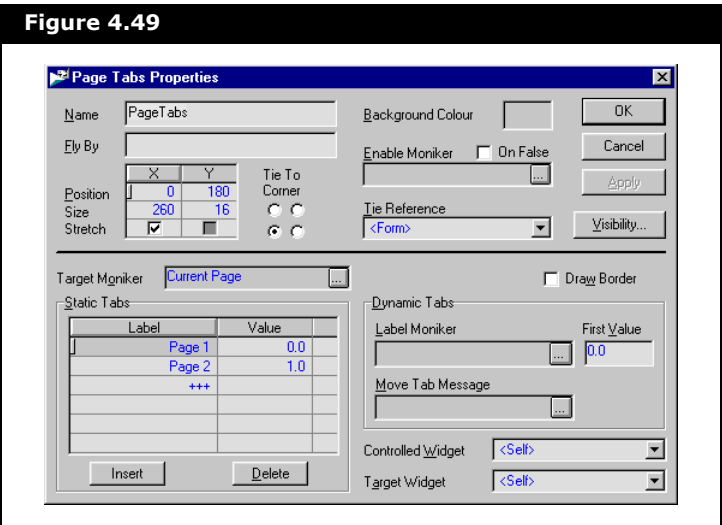 Figure 4.49
Page Tabs Properties
Name PageTabs
Fly By
X Y
Position 0 180
Size 260 16
Stretch
Tie To
Corner
Background Colour
Enable Moniker On False
...
Tie Reference
<Form>
OK
Cancel
Apply
Visibility...
Target Moniker Current Page ...
Draw Border
Static Tabs
Label Value
Page 1 0.0
Page 2 1.0
+++
Insert Delete
Dynamic Tabs
Label Moniker First Value
... 0.0
Move Tab Message
...
Controlled Widget <Self>
Target Widget <Self>